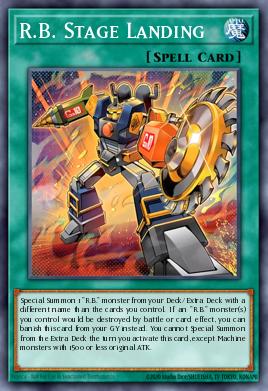 R.B. Stage Landing
魔
[Spell Card]
Special Summon 1 "R.B." monster from your Deck/Extra Deck with a
different name than the cards you control. If an "R.B." monster(s)
you control would be destroyed by battle or card effect, you can
banish this card from your GY instead. You cannot Special Summon
from the Extra Deck the turn you activate this card, except Machine
monsters with 1500 or less original ATK.